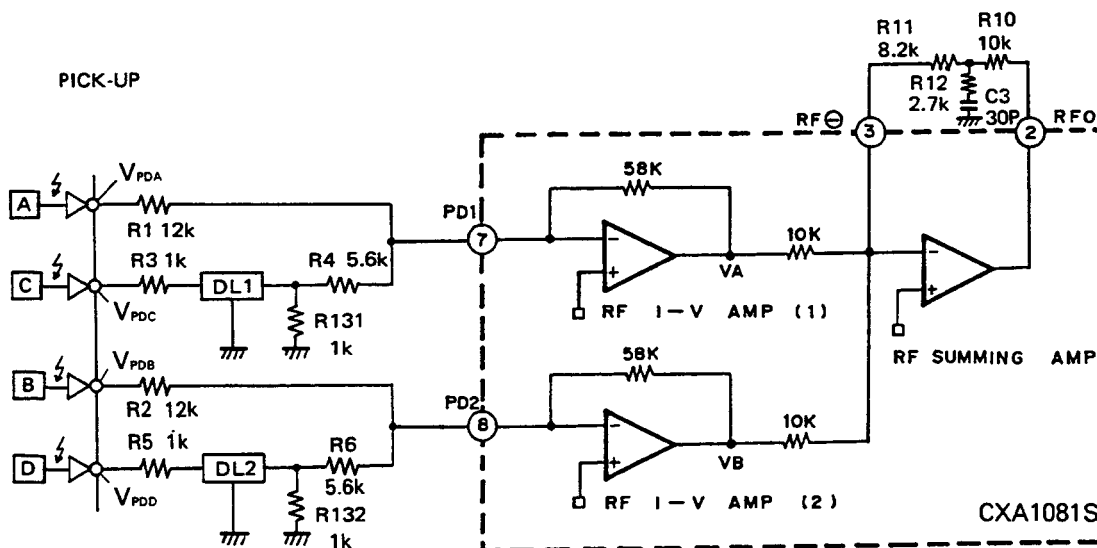 PICK-UP
R11
8.2k
R10
10k
R12
2.7k
C3
30P
RF⊖
3
2
RFO
A
VPDA
R1 12k
R3 1k
C
VPDC
DL1
R4 5.6k
R131
1k
PD1
7
58K
VA
10K
RF I-V AMP (1)
RF SUMMING AMP
B
VPDB
R2 12k
R5 1k
D
VPDD
DL2
R6
5.6k
R132
1k
PD2
8
58K
VB
10K
RF I-V AMP (2)
CXA1081S